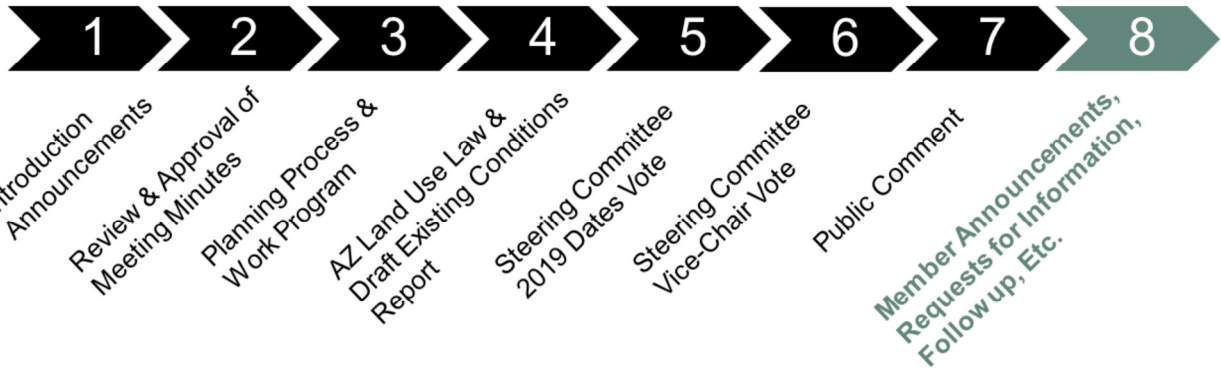 1
2
3
4
5
6
7
8
ntroduction
Announcements
Review & Approval of
Meeting Minutes
Planning Process &
Work Program
AZ Land Use Law &
Draft Existing Conditions
Report
Steering Committee
2019 Dates Vote
Steering Committee
Vice-Chair Vote
Public Comment
Member Announcements,
Requests for Information,
Follow up, Etc.